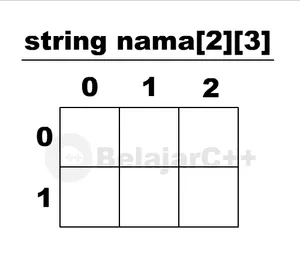 string nama[2][3]
0 1 2
0
BelajarC++
1